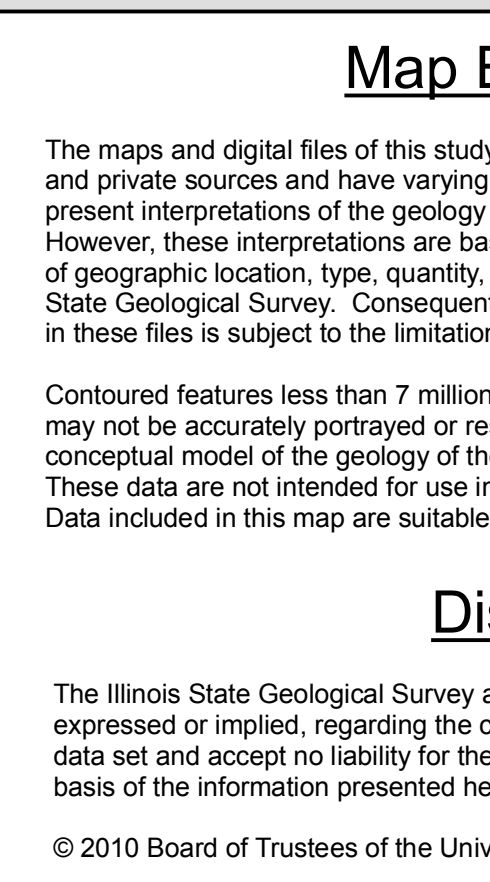 Map E
The maps and digital files of this study
and private sources and have varying
present interpretations of the geology
However, these interpretations are bas
of geographic location, type, quantity,
State Geological Survey.  Consequent
in these files is subject to the limitation
Contoured features less than 7 million
may not be accurately portrayed or re
conceptual model of the geology of the
These data are not intended for use in
Data included in this map are suitable
Dis
The Illinois State Geological Survey a
expressed or implied, regarding the c
data set and accept no liability for the
basis of the information presented he
© 2010 Board of Trustees of the Univ